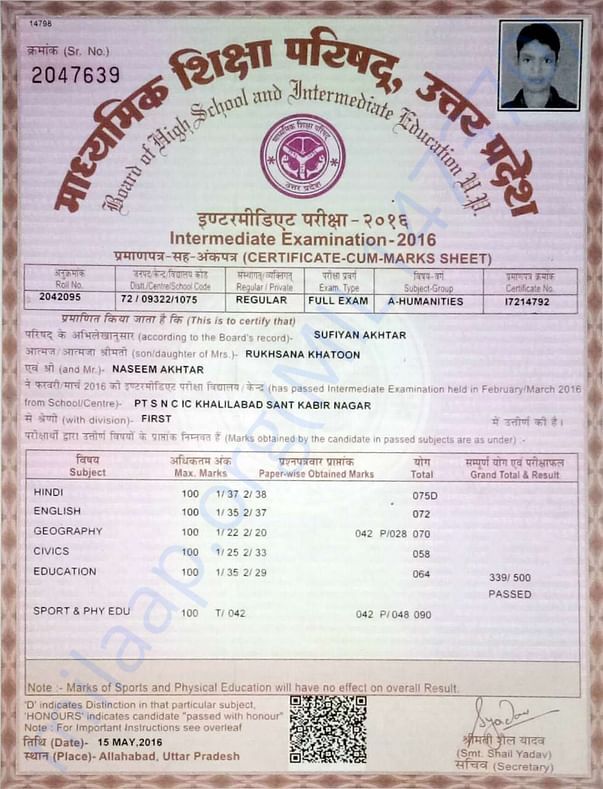 14798
क्रमांक (Sr. No.)
2047639
माध्यमिक शिक्षा परिषद्, उत्तर प्रदेश
Board of High School and Intermediate Education U.P.
माध्यमिक शिक्षा परिषद
उत्तर प्रदेश
इण्टरमीडिएट परीक्षा-२०१६
Intermediate Examination-2016
प्रमाणपत्र-सह-अंकपत्र (CERTIFICATE-CUM-MARKS SHEET)
अनुक्रमांक जनपद/केन्द्र/विद्यालय कोड संस्थागत/व्यक्तिगत परीक्षा प्रवर्ग विषय-वर्ग प्रमाणपत्र क्रमांक
Roll No. Distt./Centre/School Code Regular / Private Exam. Type Subject-Group Certificate No.
2042095 72 / 09322/1075 REGULAR FULL EXAM A-HUMANITIES I7214792
प्रमाणित किया जाता है कि (This is to certify that)
परिषद के अभिलेखानुसार (according to the Board's record)- SUFIYAN AKHTAR
आत्मज/आत्मजा श्रीमती (son/daughter of Mrs.)- RUKHSANA KHATOON
एवं श्री (and Mr.)- NASEEM AKHTAR
ने फरवरी/मार्च 2016 की इण्टरमीडिएट परीक्षा विद्यालय/केन्द्र (has passed Intermediate Examination held in February/March 2016
from School/Centre)- PT S N C IC KHALILABAD SANT KABIR NAGAR
से श्रेणी (with division)- FIRST में उत्तीर्ण की है।
परीक्षार्थी द्वारा उत्तीर्ण विषयों के प्राप्तांक निम्नवत हैं (Marks obtained by the candidate in passed subjects are as under) :-
विषय अधिकतम अंक प्रश्नपत्रवार प्राप्तांक योग सम्पूर्ण योग एवं परीक्षाफल
Subject Max. Marks Paper-wise Obtained Marks Total Grand Total & Result
HINDI 100 1/ 37 2/ 38 075D
ENGLISH 100 1/ 35 2/ 37 072
GEOGRAPHY 100 1/ 22 2/ 20 042 P/028 070
CIVICS 100 1/ 25 2/ 33 058
EDUCATION 100 1/ 35 2/ 29 064 339/ 500
PASSED
SPORT & PHY EDU 100 T/ 042 042 P/ 048 090
Note :- Marks of Sports and Physical Education will have no effect on overall Result.
'D' indicates Distinction in that particular subject,
'HONOURS' indicates candidate "passed with honour"
Note : For Important Instructions see overleaf
तिथि (Date)- 15 MAY,2016
स्थान (Place)- Allahabad, Uttar Pradesh
श्रीमती शैल यादव
(Smt. Shail Yadav)
सचिव (Secretary)